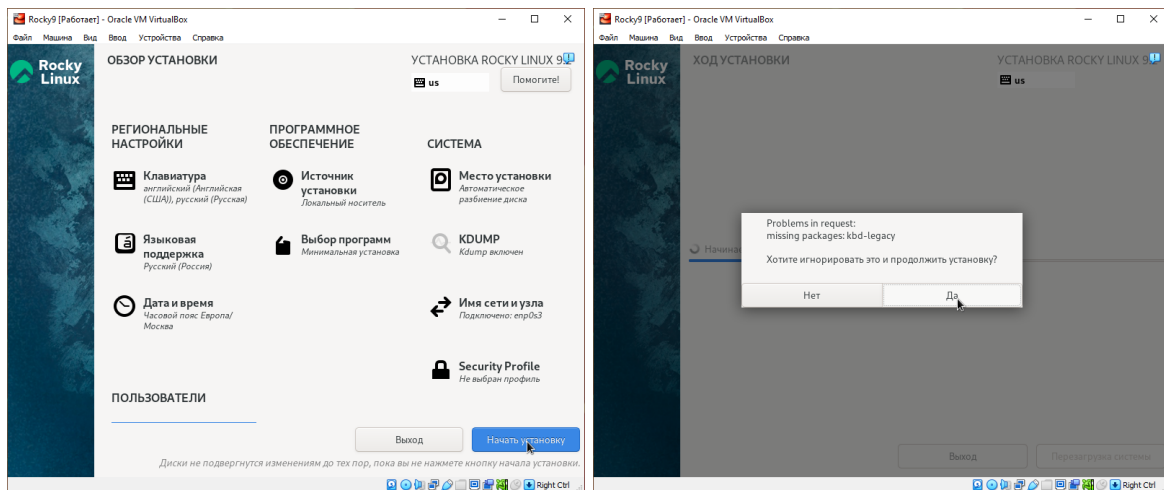 Rocky9 [Работает] - Oracle VM VirtualBox
Файл Машина Вид Ввод Устройства Справка
Rocky
Linux
ОБЗОР УСТАНОВКИ
УСТАНОВКА ROCKY LINUX 9
us
Помогите!
РЕГИОНАЛЬНЫЕ
НАСТРОЙКИ
Клавиатура
английский (Английская
(США)), русский (Русская)
Языковая
поддержка
Русский (Россия)
Дата и время
Часовой пояс Европа/
Москва
ПРОГРАММНОЕ
ОБЕСПЕЧЕНИЕ
Источник
установки
Локальный носитель
Выбор программ
Минимальная установка
СИСТЕМА
Место установки
Автоматическое
разбиение диска
KDUMP
Kdump включен
Имя сети и узла
Подключено: enp0s3
Security Profile
Не выбран профиль
ПОЛЬЗОВАТЕЛИ
Выход
Начать установку
Диски не подвергнутся изменениям до тех пор, пока вы не нажмете кнопку начала установки.
Right Ctrl
Rocky9 [Работает] - Oracle VM VirtualBox
Файл Машина Вид Ввод Устройства Справка
Rocky
Linux
ХОД УСТАНОВКИ
УСТАНОВКА ROCKY LINUX 9
us
Начина
Problems in request:
missing packages: kbd-legacy
Хотите игнорировать это и продолжить установку?
Нет
Да
Выход
Перезагрузка системы
Right Ctrl